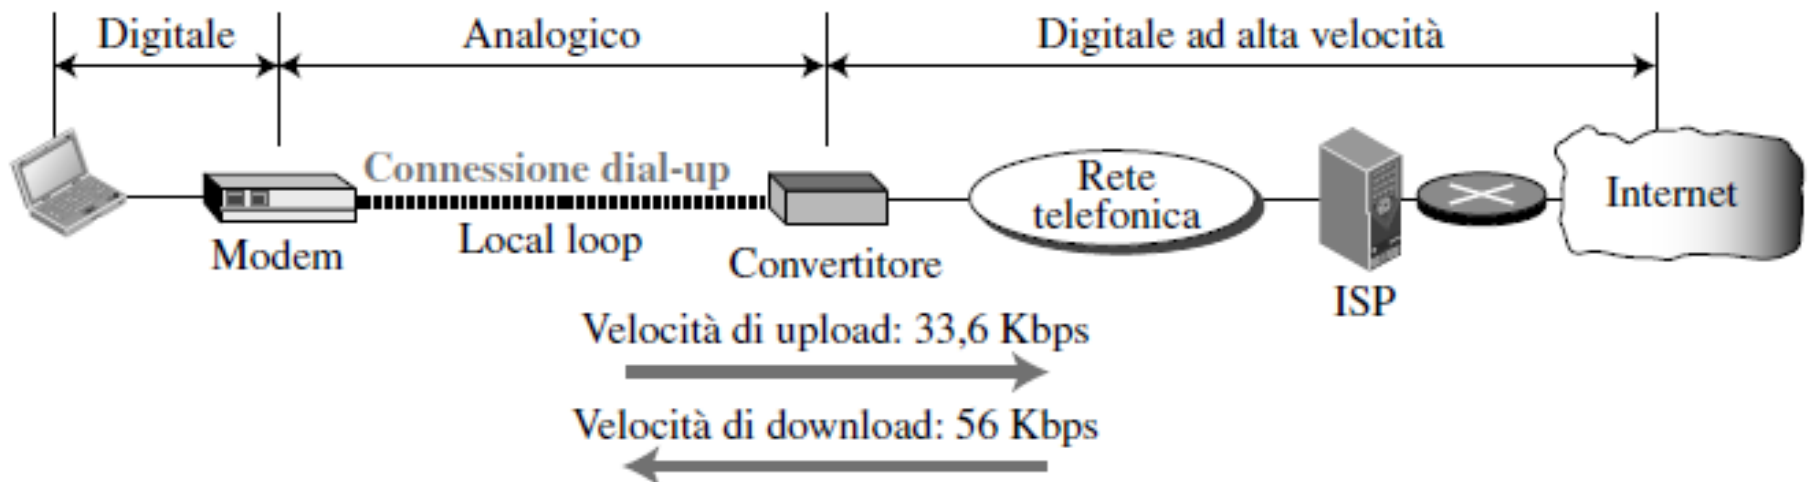 Digitale
Analogico
Digitale ad alta velocità
Connessione dial-up
Rete
telefonica
Internet
Modem
Local loop
Convertitore
ISP
Velocità di upload: 33,6 Kbps
Velocità di download: 56 Kbps